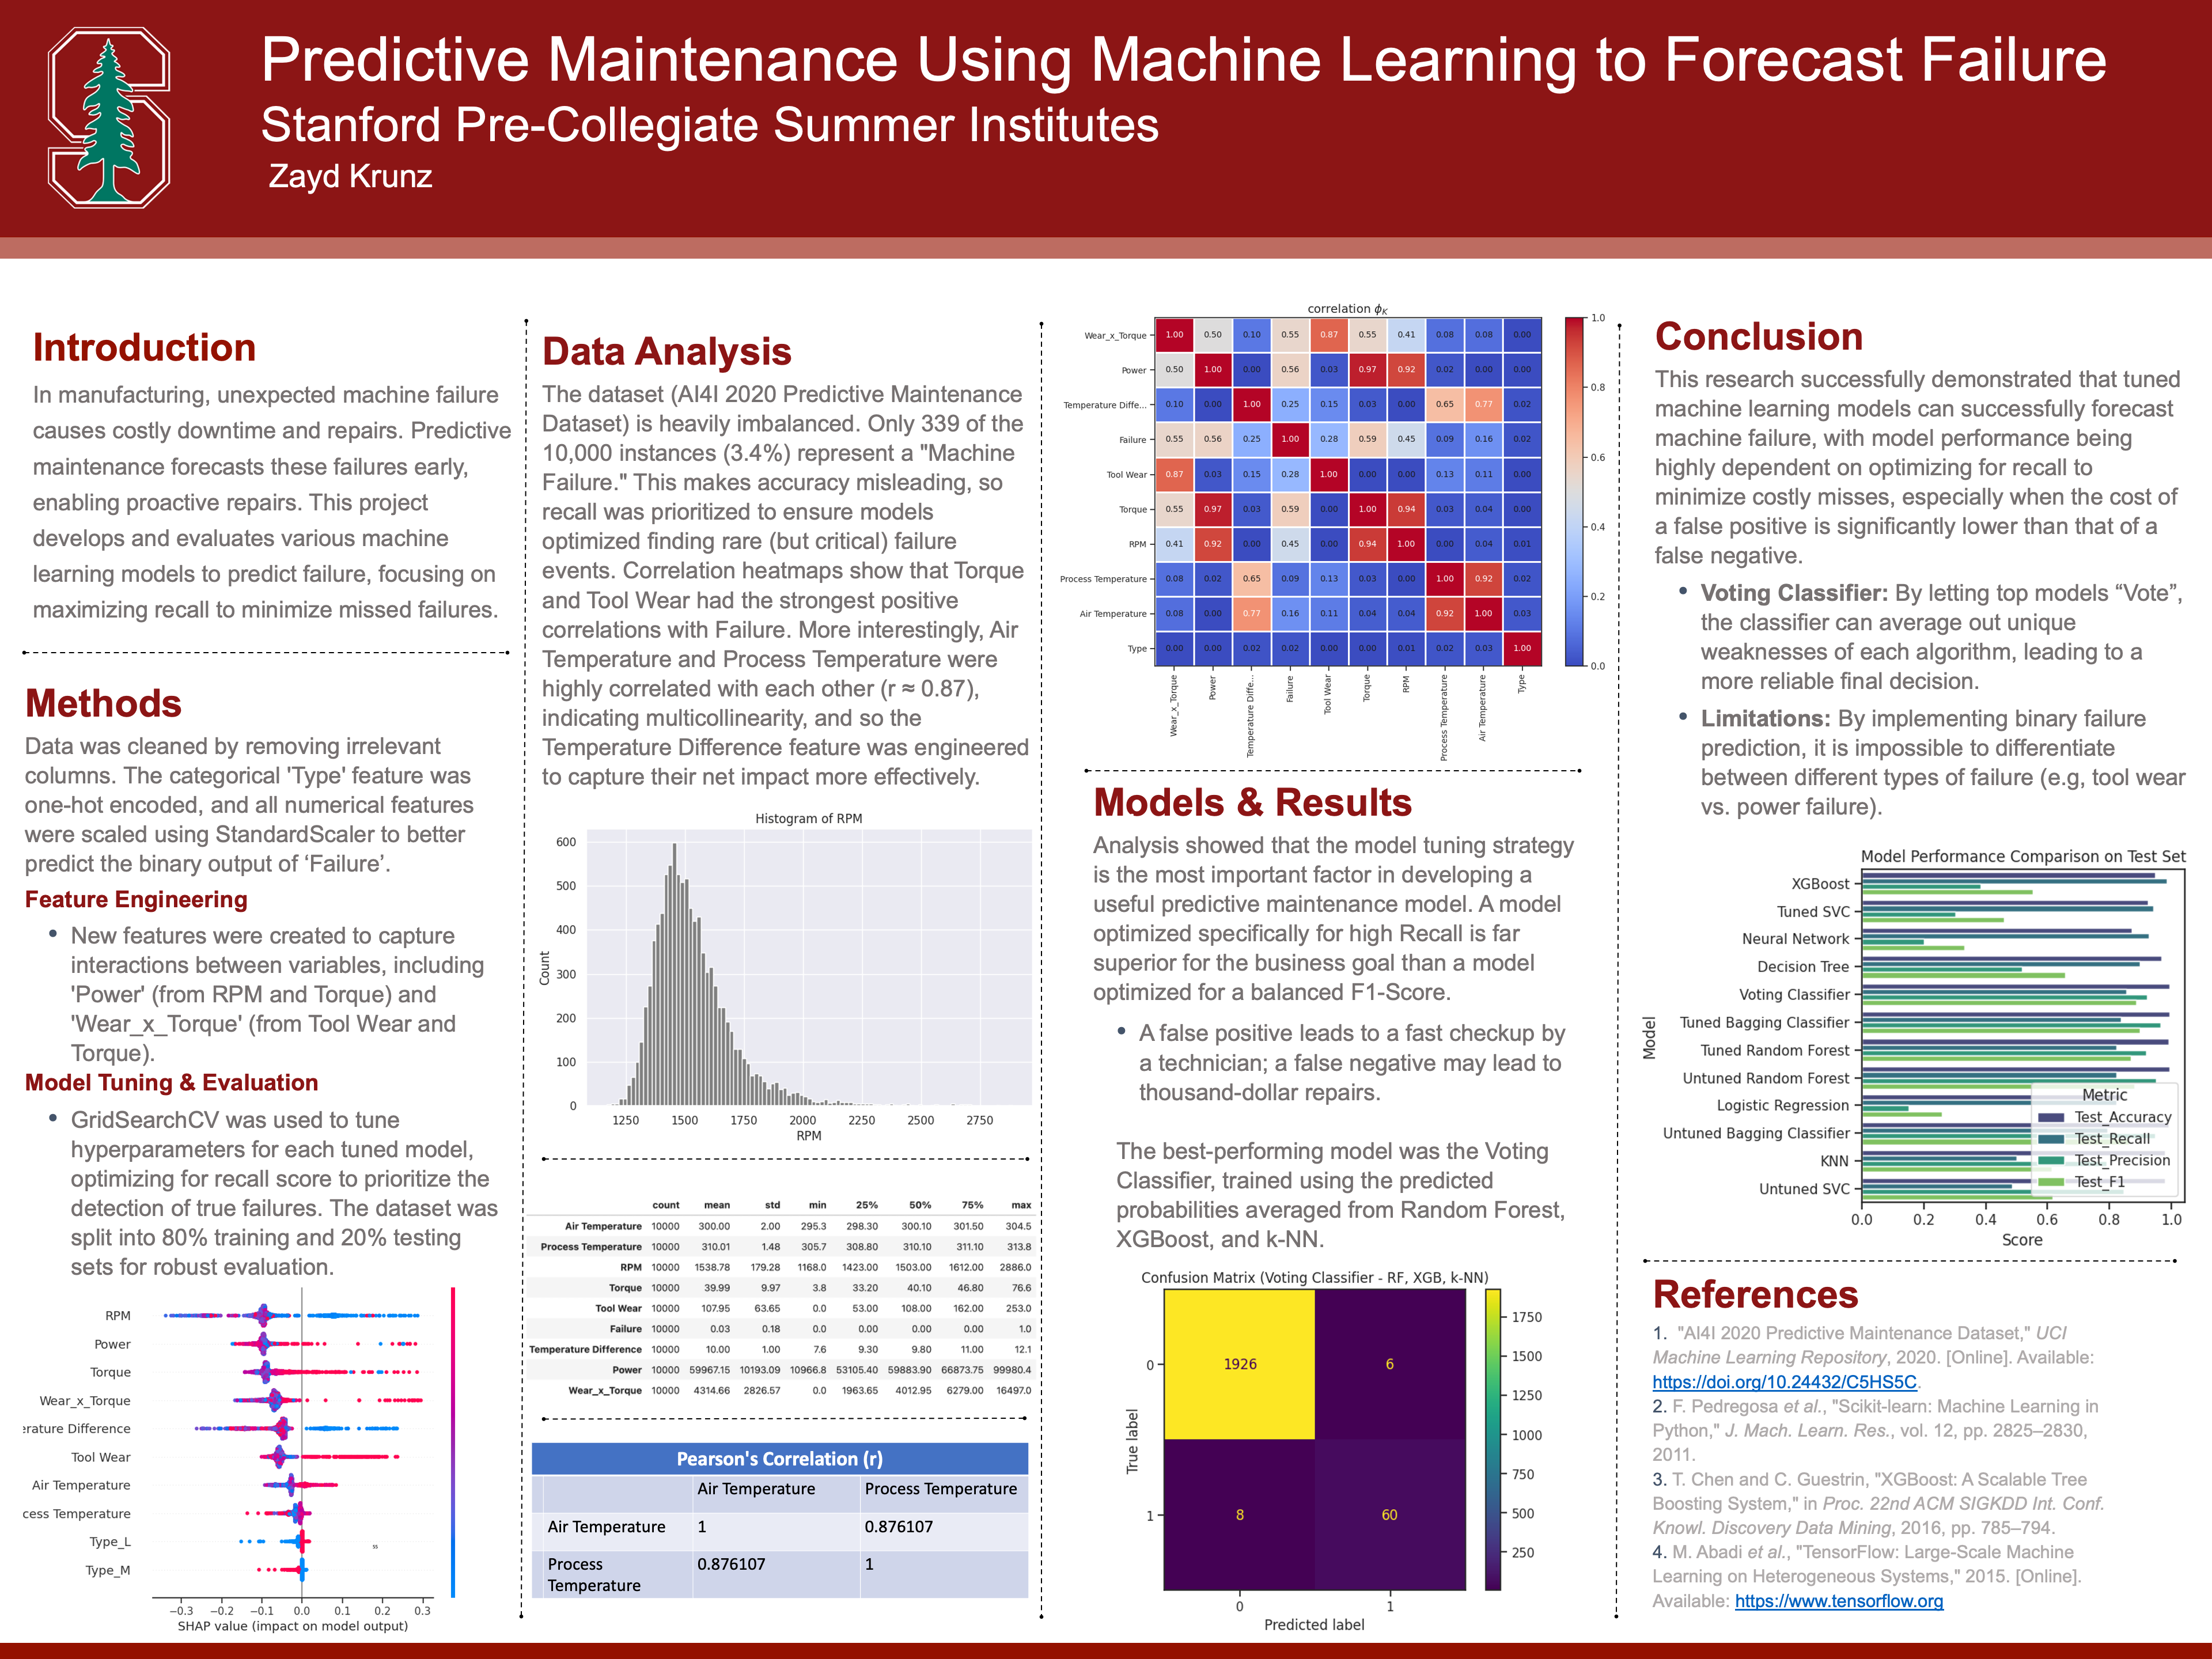 Predictive Maintenance Using Machine Learning to Forecast Failure
Stanford Pre-Collegiate Summer Institutes
Zayd Krunz
Introduction
In manufacturing, unexpected machine failure
causes costly downtime and repairs. Predictive
maintenance forecasts these failures early,
enabling proactive repairs. This project
develops and evaluates various machine
learning models to predict failure, focusing on
maximizing recall to minimize missed failures.
Methods
Data was cleaned by removing irrelevant
columns. The categorical 'Type' feature was
one-hot encoded, and all numerical features
were scaled using StandardScaler to better
predict the binary output of ‘Failure’.
Feature Engineering
• New features were created to capture
interactions between variables, including
'Power' (from RPM and Torque) and
'Wear_x_Torque' (from Tool Wear and
Torque).
Model Tuning & Evaluation
• GridSearchCV was used to tune
hyperparameters for each tuned model,
optimizing for recall score to prioritize the
detection of true failures. The dataset was
split into 80% training and 20% testing
sets for robust evaluation.
RPM
Power
Torque
Wear_x_Torque
erature Difference
Tool Wear
Air Temperature
cess Temperature
Type_L
Type_M
−0.3 −0.2 −0.1 0.0 0.1 0.2 0.3
SHAP value (impact on model output)
Data Analysis
The dataset (AI4I 2020 Predictive Maintenance
Dataset) is heavily imbalanced. Only 339 of the
10,000 instances (3.4%) represent a "Machine
Failure." This makes accuracy misleading, so
recall was prioritized to ensure models
optimized finding rare (but critical) failure
events. Correlation heatmaps show that Torque
and Tool Wear had the strongest positive
correlations with Failure. More interestingly, Air
Temperature and Process Temperature were
highly correlated with each other (r ≈ 0.87),
indicating multicollinearity, and so the
Temperature Difference feature was engineered
to capture their net impact more effectively.
Histogram of RPM
Count
600
500
400
300
200
100
0
1250 1500 1750 2000 2250 2500 2750
RPM
count mean std min 25% 50% 75% max
Air Temperature 10000 300.00 2.00 295.3 298.30 300.10 301.50 304.5
Process Temperature 10000 310.01 1.48 305.7 308.80 310.10 311.10 313.8
RPM 10000 1538.78 179.28 1168.0 1423.00 1503.00 1612.00 2886.0
Torque 10000 39.99 9.97 3.8 33.20 40.10 46.80 76.6
Tool Wear 10000 107.95 63.65 0.0 53.00 108.00 162.00 253.0
Failure 10000 0.03 0.18 0.0 0.00 0.00 0.00 1.0
Temperature Difference 10000 10.00 1.00 7.6 9.30 9.80 11.00 12.1
Power 10000 59967.15 10193.09 10966.8 53105.40 59883.90 66873.75 99980.4
Wear_x_Torque 10000 4314.66 2826.57 0.0 1963.65 4012.95 6279.00 16497.0
Pearson's Correlation (r)
Air Temperature Process Temperature
Air Temperature 1 0.876107
Process
Temperature 0.876107 1
correlation ϕK
Wear_x_Torque 1.00 0.50 0.10 0.55 0.87 0.55 0.41 0.08 0.08 0.00
Power 0.50 1.00 0.00 0.56 0.03 0.97 0.92 0.02 0.00 0.00
Temperature Diffe... 0.10 0.00 1.00 0.25 0.15 0.03 0.00 0.65 0.77 0.02
Failure 0.55 0.56 0.25 1.00 0.28 0.59 0.45 0.09 0.16 0.02
Tool Wear 0.87 0.03 0.15 0.28 1.00 0.00 0.00 0.13 0.11 0.00
Torque 0.55 0.97 0.03 0.59 0.00 1.00 0.94 0.03 0.04 0.00
RPM 0.41 0.92 0.00 0.45 0.00 0.94 1.00 0.00 0.04 0.01
Process Temperature 0.08 0.02 0.65 0.09 0.13 0.03 0.00 1.00 0.92 0.02
Air Temperature 0.08 0.00 0.77 0.16 0.11 0.04 0.04 0.92 1.00 0.03
Type 0.00 0.00 0.02 0.02 0.00 0.00 0.01 0.02 0.03 1.00
Wear_x_Torque Power Temperature Diffe... Failure Tool Wear Torque RPM Process Temperature Air Temperature Type
1.0
0.8
0.6
0.4
0.2
0.0
Models & Results
Analysis showed that the model tuning strategy
is the most important factor in developing a
useful predictive maintenance model. A model
optimized specifically for high Recall is far
superior for the business goal than a model
optimized for a balanced F1-Score.
• A false positive leads to a fast checkup by
a technician; a false negative may lead to
thousand-dollar repairs.
The best-performing model was the Voting
Classifier, trained using the predicted
probabilities averaged from Random Forest,
XGBoost, and k-NN.
Confusion Matrix (Voting Classifier - RF, XGB, k-NN)
True label
0 1926 6
1 8 60
0 1
Predicted label
1750
1500
1250
1000
750
500
250
Conclusion
This research successfully demonstrated that tuned
machine learning models can successfully forecast
machine failure, with model performance being
highly dependent on optimizing for recall to
minimize costly misses, especially when the cost of
a false positive is significantly lower than that of a
false negative.
• Voting Classifier: By letting top models “Vote”,
the classifier can average out unique
weaknesses of each algorithm, leading to a
more reliable final decision.
• Limitations: By implementing binary failure
prediction, it is impossible to differentiate
between different types of failure (e.g, tool wear
vs. power failure).
Model Performance Comparison on Test Set
Model
XGBoost
Tuned SVC
Neural Network
Decision Tree
Voting Classifier
Tuned Bagging Classifier
Tuned Random Forest
Untuned Random Forest
Logistic Regression
Untuned Bagging Classifier
KNN
Untuned SVC
Metric
Test_Accuracy
Test_Recall
Test_Precision
Test_F1
0.0 0.2 0.4 0.6 0.8 1.0
Score
References
1. "AI4I 2020 Predictive Maintenance Dataset," UCI
Machine Learning Repository, 2020. [Online]. Available:
https://doi.org/10.24432/C5HS5C.
2. F. Pedregosa et al., "Scikit-learn: Machine Learning in
Python," J. Mach. Learn. Res., vol. 12, pp. 2825–2830,
2011.
3. T. Chen and C. Guestrin, "XGBoost: A Scalable Tree
Boosting System," in Proc. 22nd ACM SIGKDD Int. Conf.
Knowl. Discovery Data Mining, 2016, pp. 785–794.
4. M. Abadi et al., "TensorFlow: Large-Scale Machine
Learning on Heterogeneous Systems," 2015. [Online].
Available: https://www.tensorflow.org